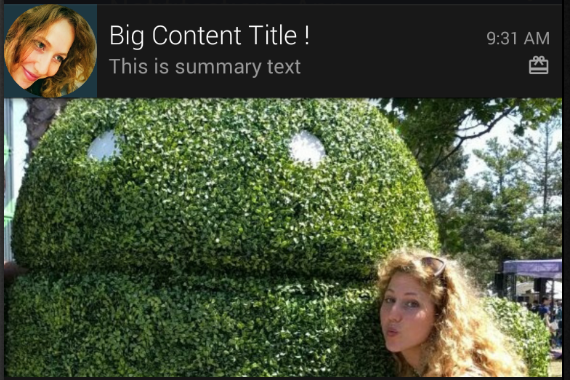 Big Content Title !
9:31 AM
This is summary text